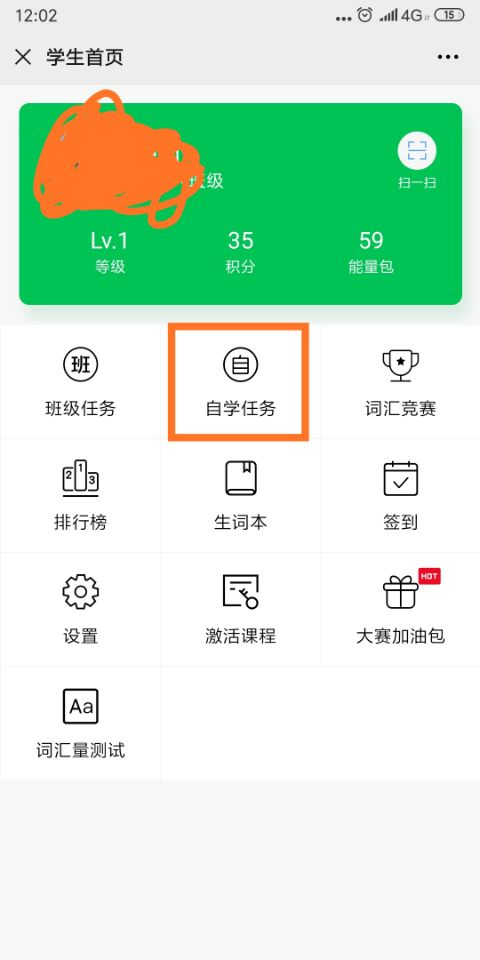 12:02
4G
15
学生首页
班级
扫一扫
Lv.1
35
59
等级
积分
能量包
班
自
班级任务
自学任务
词汇竞赛
1
2
3
排行榜
生词本
签到
HOT
设置
激活课程
大赛加油包
Aa
词汇量测试